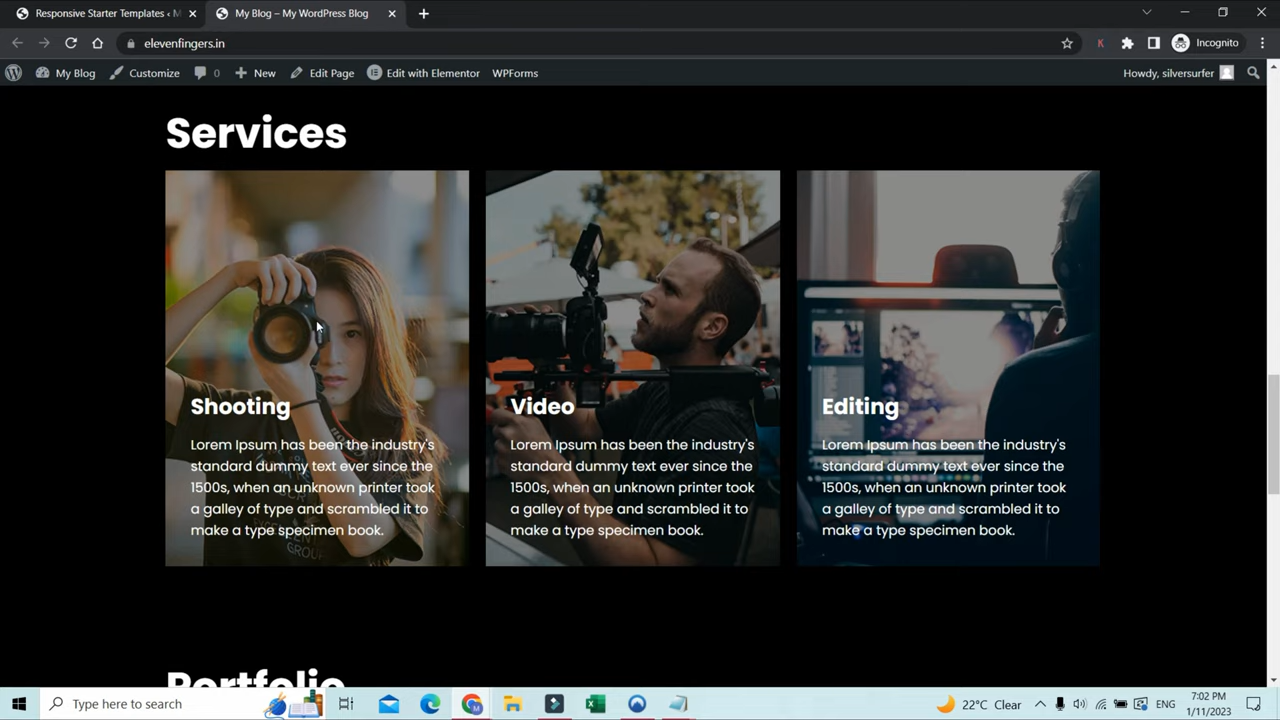 Responsive Starter Templates ‹ M
My Blog – My WordPress Blog
elevenfingers.in
Incognito
My Blog
Customize
0
New
Edit Page
Edit with Elementor
WPForms
Howdy, silversurfer
Services
Shooting
Lorem Ipsum has been the industry's
standard dummy text ever since the
1500s, when an unknown printer took
a galley of type and scrambled it to
make a type specimen book.
Video
Lorem Ipsum has been the industry's
standard dummy text ever since the
1500s, when an unknown printer took
a galley of type and scrambled it to
make a type specimen book.
Editing
Lorem Ipsum has been the industry's
standard dummy text ever since the
1500s, when an unknown printer took
a galley of type and scrambled it to
make a type specimen book.
Portfolio
Type here to search
22°C Clear
ENG
7:02 PM
1/11/2023